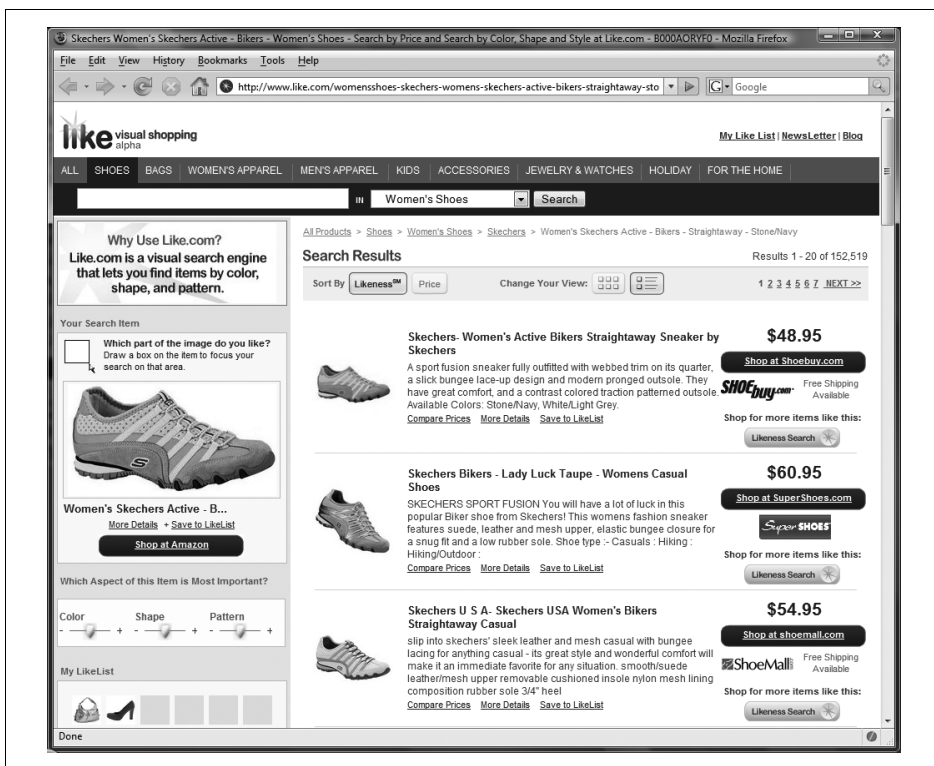 Skechers Women's Skechers Active - Bikers - Women's Shoes - Search by Price and Search by Color, Shape and Style at Like.com - B000AORYF0 - Mozilla Firefox
File Edit View History Bookmarks Tools Help
http://www.like.com/womensshoes-skechers-womens-skechers-active-bikers-straightaway-sto
G Google
like visual shopping
alpha
My Like List | NewsLetter | Blog
ALL SHOES BAGS WOMEN'S APPAREL MEN'S APPAREL KIDS ACCESSORIES JEWELRY & WATCHES HOLIDAY FOR THE HOME
IN Women's Shoes Search
Why Use Like.com?
Like.com is a visual search engine
that lets you find items by color,
shape, and pattern.
Your Search Item
Which part of the image do you like?
Draw a box on the item to focus your
search on that area.
S
Women's Skechers Active - B...
More Details + Save to LikeList
Shop at Amazon
Which Aspect of this Item is Most Important?
Color Shape Pattern
- + - + - +
My LikeList
All Products > Shoes > Women's Shoes > Skechers > Women's Skechers Active - Bikers - Straightaway - Stone/Navy
Search Results Results 1 - 20 of 152,519
Sort By Likeness℠ Price Change Your View: 1 2 3 4 5 6 7 NEXT >>
Skechers- Women's Active Bikers Straightaway Sneaker by
Skechers
A sport fusion sneaker fully outfitted with webbed trim on its quarter,
a slick bungee lace-up design and modern pronged outsole. They
have great comfort, and a contrast colored traction patterned outsole.
Available Colors: Stone/Navy, White/Light Grey.
Compare Prices More Details Save to LikeList
$48.95
Shop at Shoebuy.com
SHOEbuy.com Free Shipping
Available
Shop for more items like this:
Likeness Search
Skechers Bikers - Lady Luck Taupe - Womens Casual
Shoes
SKECHERS SPORT FUSION You will have a lot of luck in this
popular Biker shoe from Skechers! This womens fashion sneaker
features suede, leather and mesh upper, elastic bungee closure for
a snug fit and a low rubber sole. Shoe type :- Casuals : Hiking :
Hiking/Outdoor :
Compare Prices More Details Save to LikeList
$60.95
Shop at SuperShoes.com
Super SHOES
Shop for more items like this:
Likeness Search
Skechers U S A- Skechers USA Women's Bikers
Straightaway Casual
slip into skechers' sleek leather and mesh casual with bungee
lacing for anything casual - its great style and wonderful comfort will
make it an immediate favorite for any situation. smooth/suede
leather/mesh upper removable cushioned insole nylon mesh lining
composition rubber sole 3/4" heel
Compare Prices More Details Save to LikeList
$54.95
Shop at shoemall.com
ShoeMall Free Shipping
Available
Shop for more items like this:
Likeness Search
Done